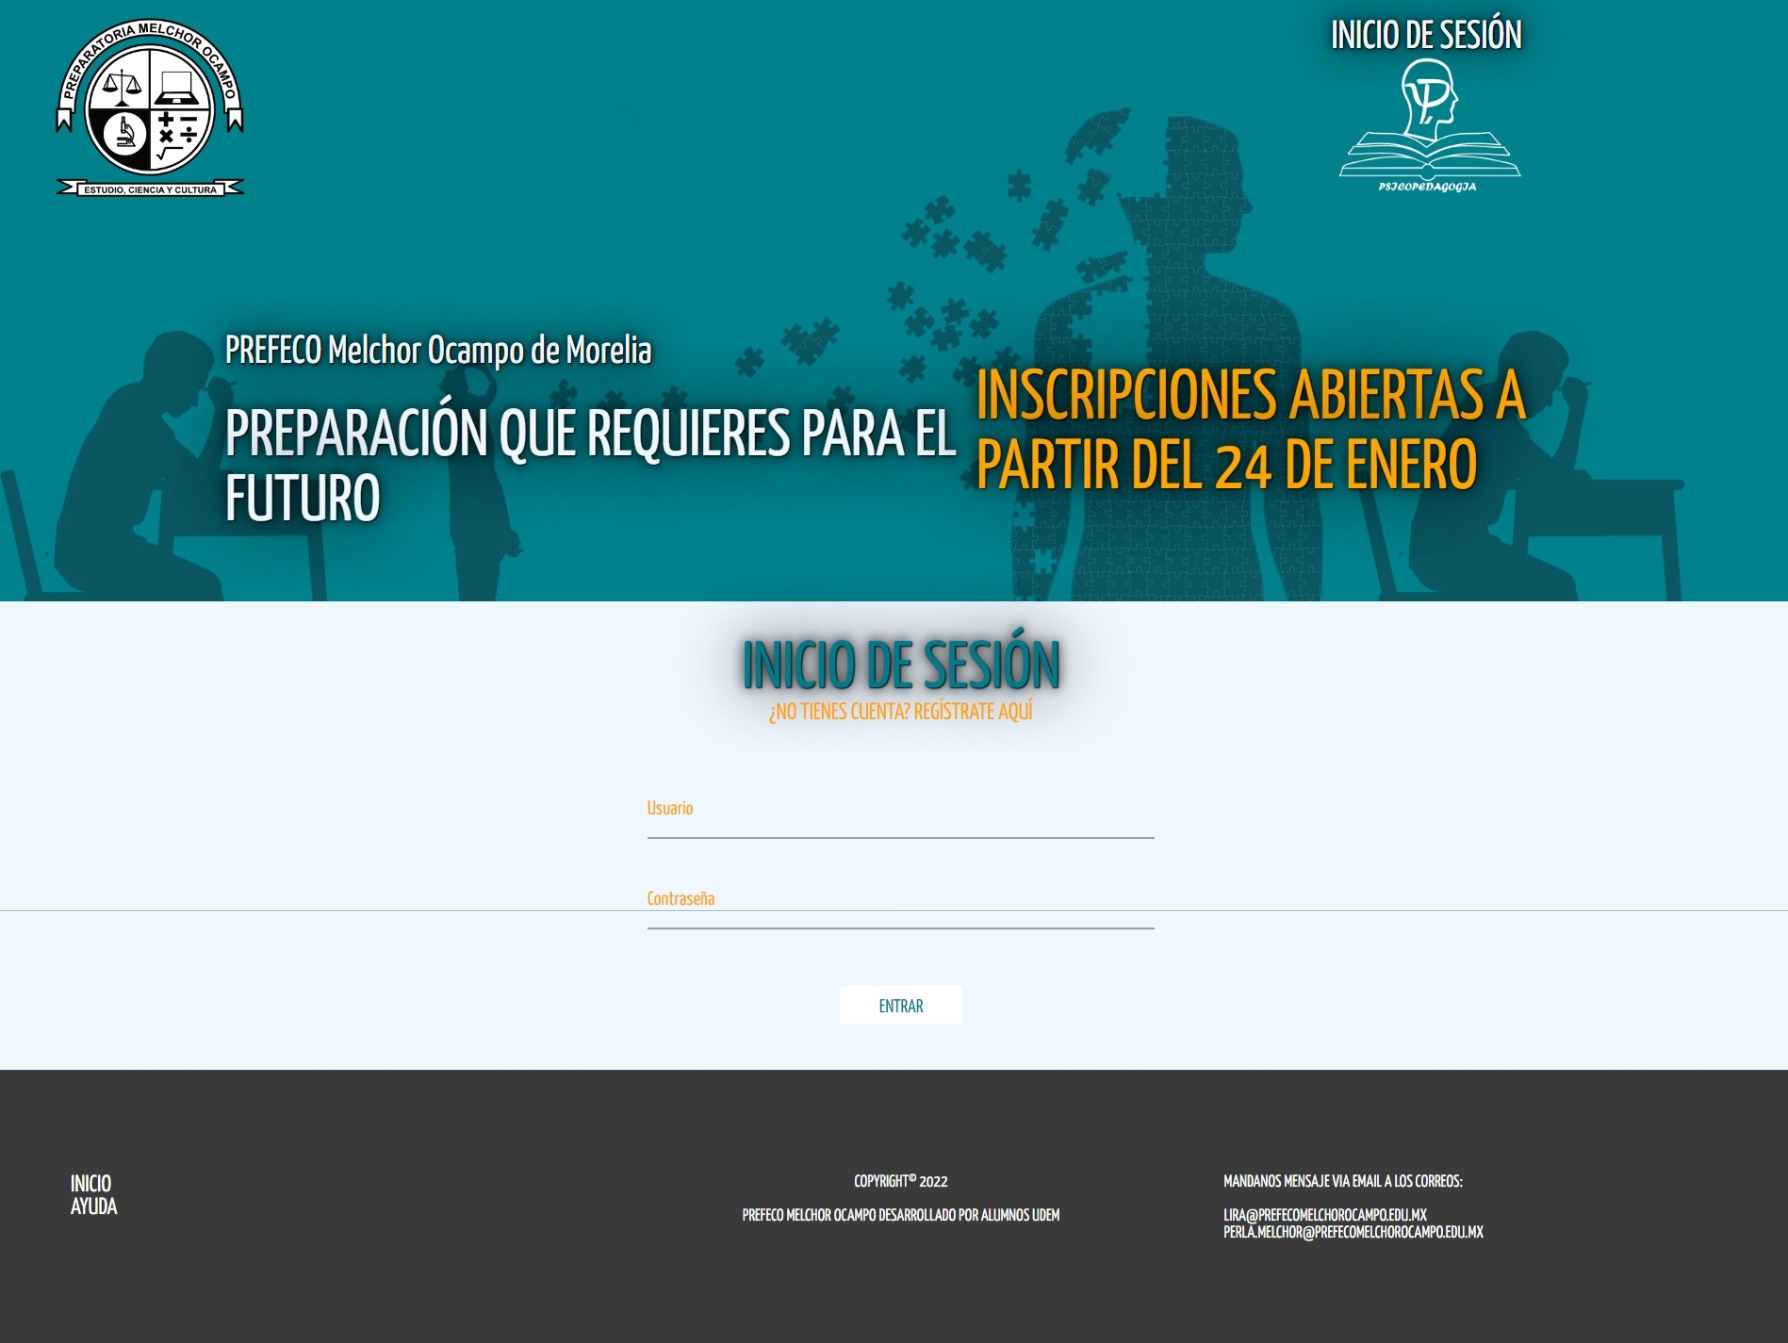 PREPARATORIA MELCHOR OCAMPO
ESTUDIO, CIENCIA Y CULTURA
INICIO DE SESIÓN
PSICOPEDAGOGIA
PREFECO Melchor Ocampo de Morelia
PREPARACIÓN QUE REQUIERES PARA EL
FUTURO
INSCRIPCIONES ABIERTAS A
PARTIR DEL 24 DE ENERO
INICIO DE SESIÓN
¿NO TIENES CUENTA? REGÍSTRATE AQUÍ
Usuario
Contraseña
ENTRAR
INICIO
AYUDA
COPYRIGHT© 2022
PREFECO MELCHOR OCAMPO DESARROLLADO POR ALUMNOS UDEM
MANDANOS MENSAJE VIA EMAIL A LOS CORREOS:
LIRA@PREFECOMELCHOROCAMPO.EDU.MX
PERLA.MELCHOR@PREFECOMELCHOROCAMPO.EDU.MX